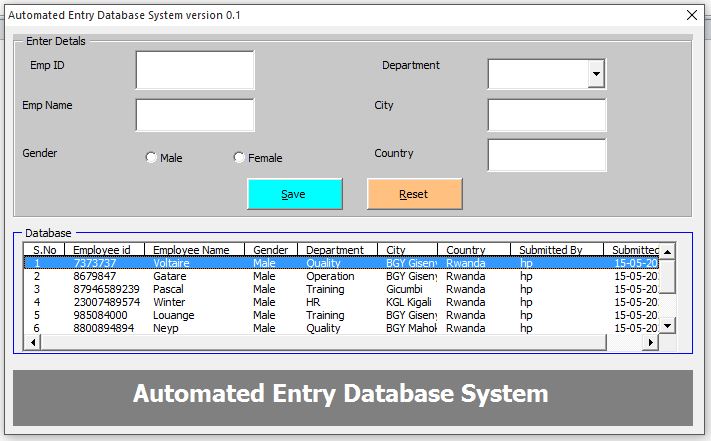 Automated Entry Database System version 0.1
Enter Detals
Emp ID Department
Emp Name City
Gender Male Female Country
Save Reset
Database
S.No Employee id Employee Name Gender Department City Country Submitted By Submitted
1 7373737 Voltaire Male Quality BGY Giseny Rwanda hp 15-05-20
2 8679847 Gatare Male Operation BGY Giseny Rwanda hp 15-05-20
3 87946589239 Pascal Male Training Gicumbi Rwanda hp 15-05-20
4 23007489574 Winter Male HR KGL Kigali Rwanda hp 15-05-20
5 985084000 Louange Male Training BGY Giseny Rwanda hp 15-05-20
6 8800894894 Neyp Male Quality BGY Mahok Rwanda hp 15-05-20
Automated Entry Database System